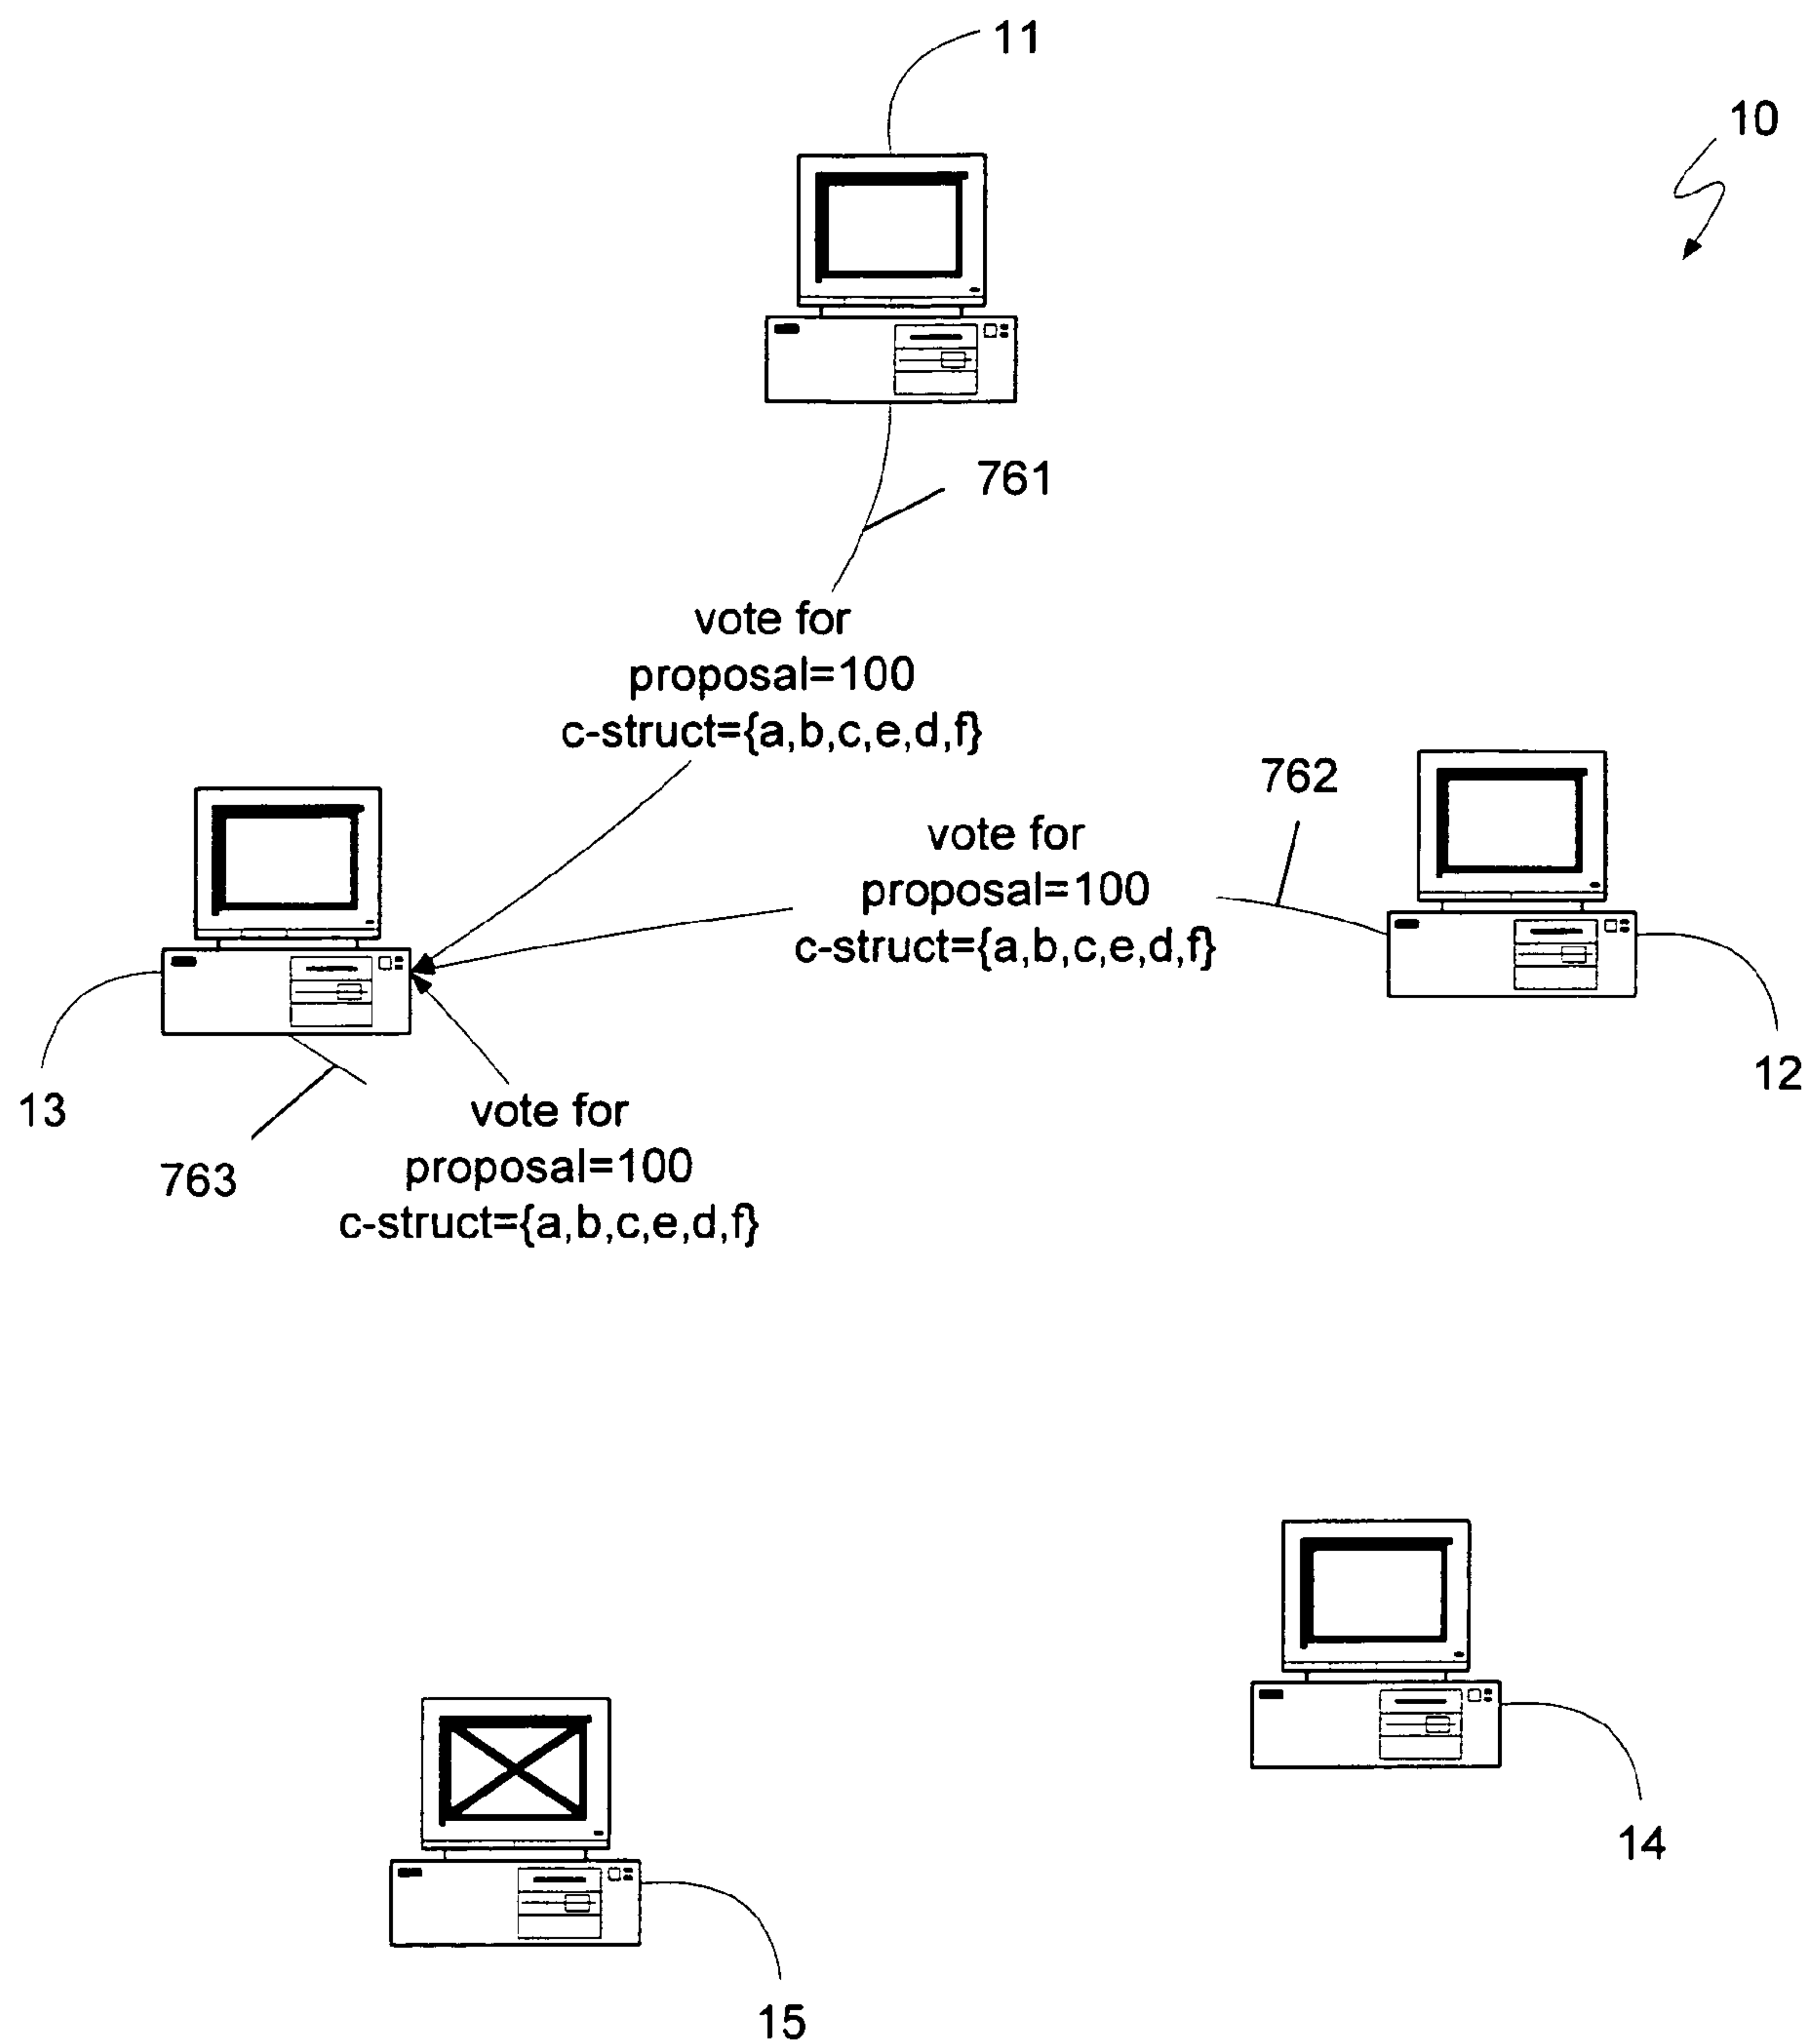 11
10
761
vote for
proposal=100
c-struct={a,b,c,e,d,f}
762
vote for
proposal=100
c-struct={a,b,c,e,d,f}
12
13
763
vote for
proposal=100
c-struct={a,b,c,e,d,f}
14
15